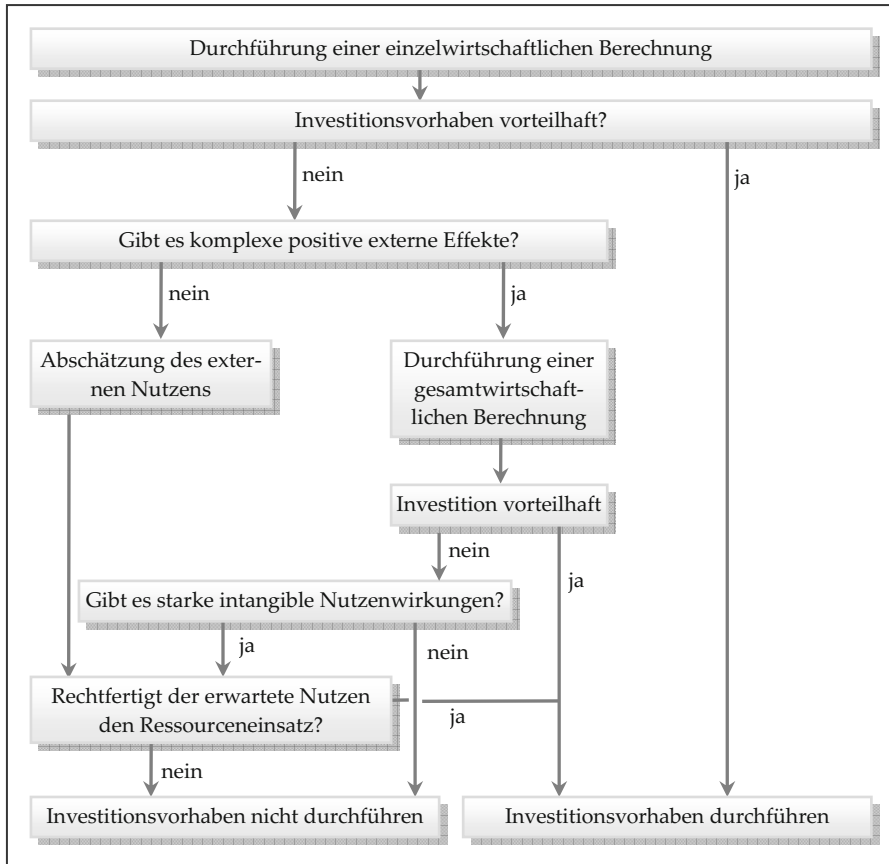 Durchführung einer einzelwirtschaftlichen Berechnung
Investitionsvorhaben vorteilhaft?
nein
ja
Gibt es komplexe positive externe Effekte?
nein
ja
Abschätzung des exter-
nen Nutzens
Durchführung einer
gesamtwirtschaft-
lichen Berechnung
Investition vorteilhaft
nein
ja
Gibt es starke intangible Nutzenwirkungen?
ja
nein
Rechtfertigt der erwartete Nutzen
den Ressourceneinsatz?
ja
nein
Investitionsvorhaben nicht durchführen
Investitionsvorhaben durchführen